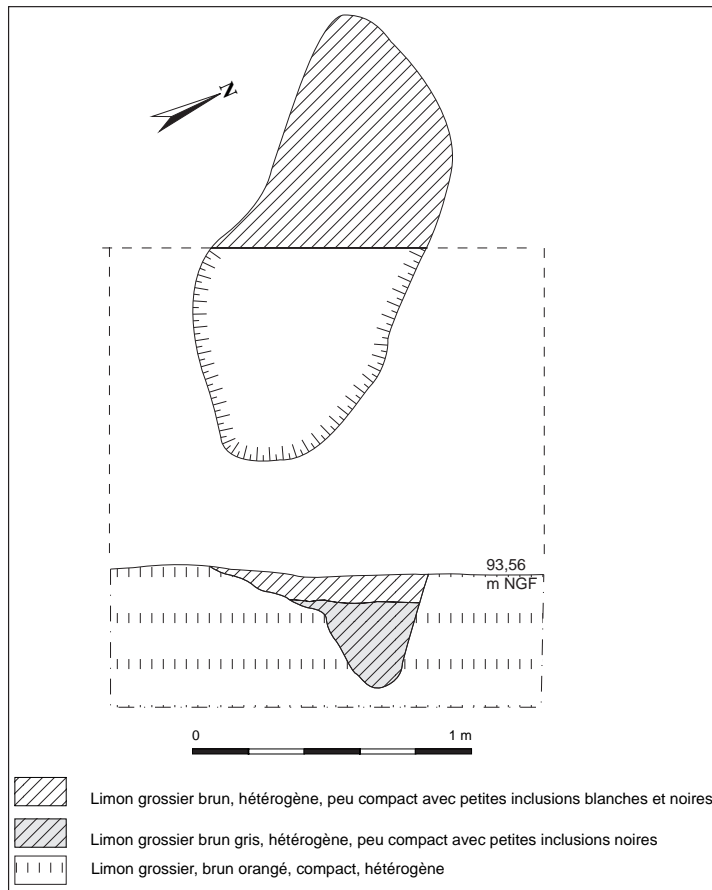 N
93,56
m NGF
0
1 m
Limon grossier brun, hétérogène, peu compact avec petites inclusions blanches et noires
Limon grossier brun gris, hétérogène, peu compact avec petites inclusions noires
Limon grossier, brun orangé, compact, hétérogène